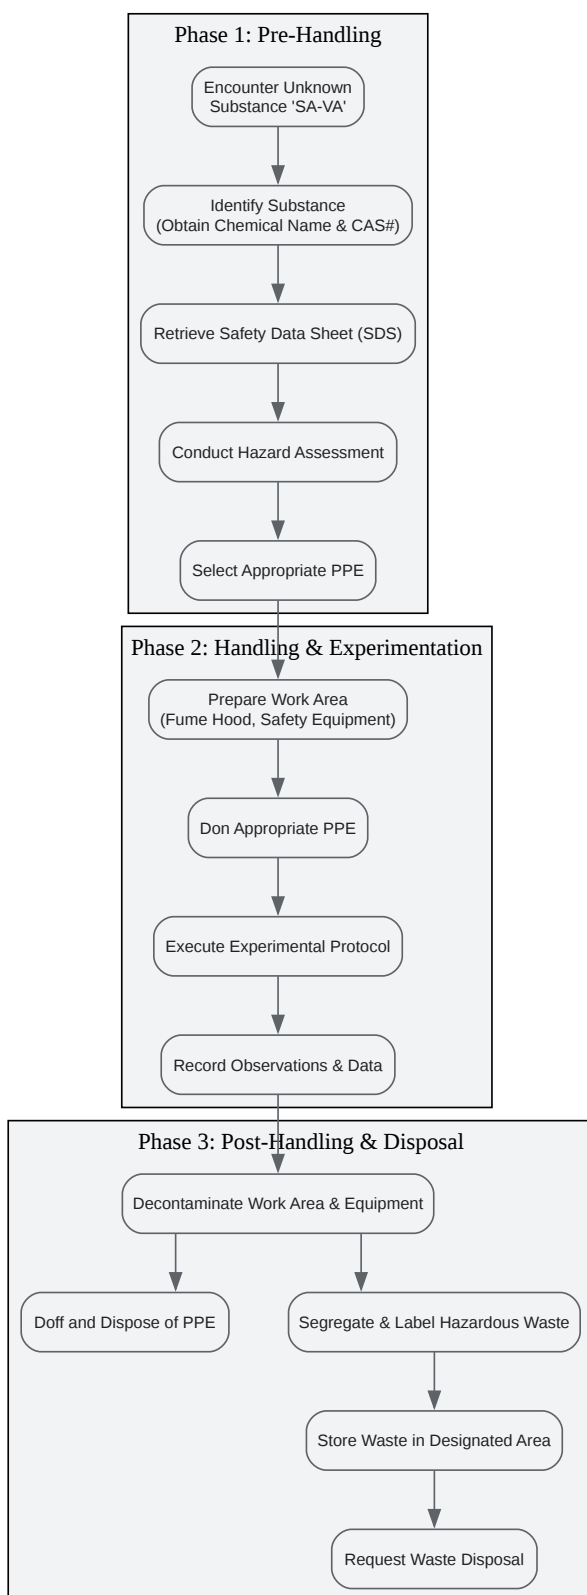 Phase 1: Pre-Handling
Encounter Unknown
Substance 'SA-VA'
Identify Substance
(Obtain Chemical Name & CAS#)
Retrieve Safety Data Sheet (SDS)
Conduct Hazard Assessment
Select Appropriate PPE
Phase 2: Handling & Experimentation
Prepare Work Area
(Fume Hood, Safety Equipment)
Don Appropriate PPE
Execute Experimental Protocol
Record Observations & Data
Phase 3: Post-Handling & Disposal
Decontaminate Work Area & Equipment
Doff and Dispose of PPE
Segregate & Label Hazardous Waste
Store Waste in Designated Area
Request Waste Disposal